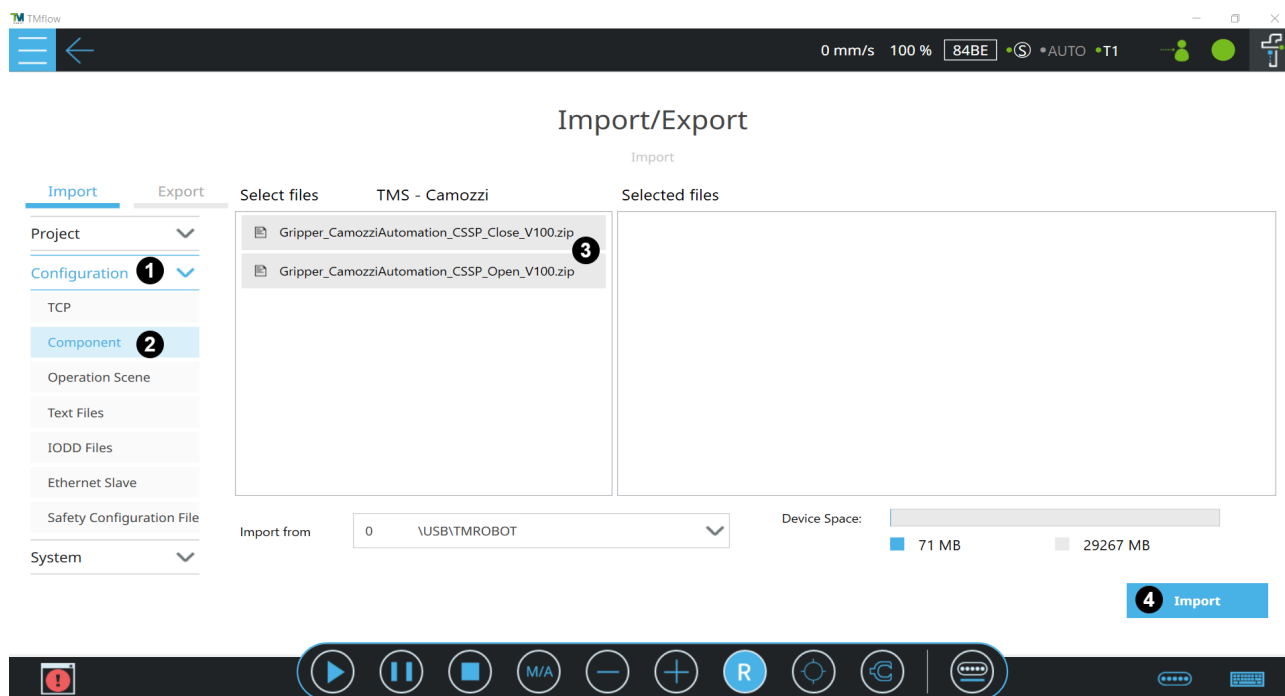 TM TMflow
0 mm/s 100 % 84BE S AUTO T1
Import/Export
Import
Import Export
Select files TMS - Camozzi Selected files
Project
Gripper_CamozziAutomation_CSSP_Close_V100.zip
3
Configuration 1
Gripper_CamozziAutomation_CSSP_Open_V100.zip
TCP
Component 2
Operation Scene
Text Files
IODD Files
Ethernet Slave
Safety Configuration File
Import from 0 \USB\TMROBOT
Device Space:
71 MB 29267 MB
System
4 Import
M/A R